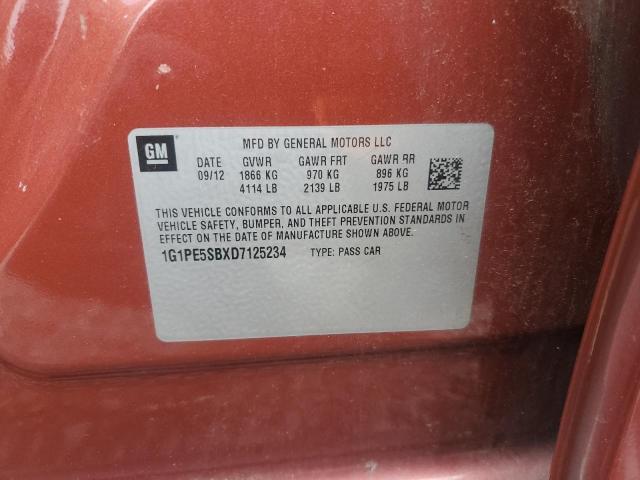 GM
MFD BY GENERAL MOTORS LLC
DATE GVWR GAWR FRT GAWR RR
09/12 1866 KG 970 KG 896 KG
4114 LB 2139 LB 1975 LB
THIS VEHICLE CONFORMS TO ALL APPLICABLE U.S. FEDERAL MOTOR
VEHICLE SAFETY, BUMPER, AND THEFT PREVENTION STANDARDS IN
EFFECT ON THE DATE OF MANUFACTURE SHOWN ABOVE.
1G1PE5SBXD7125234 TYPE: PASS CAR